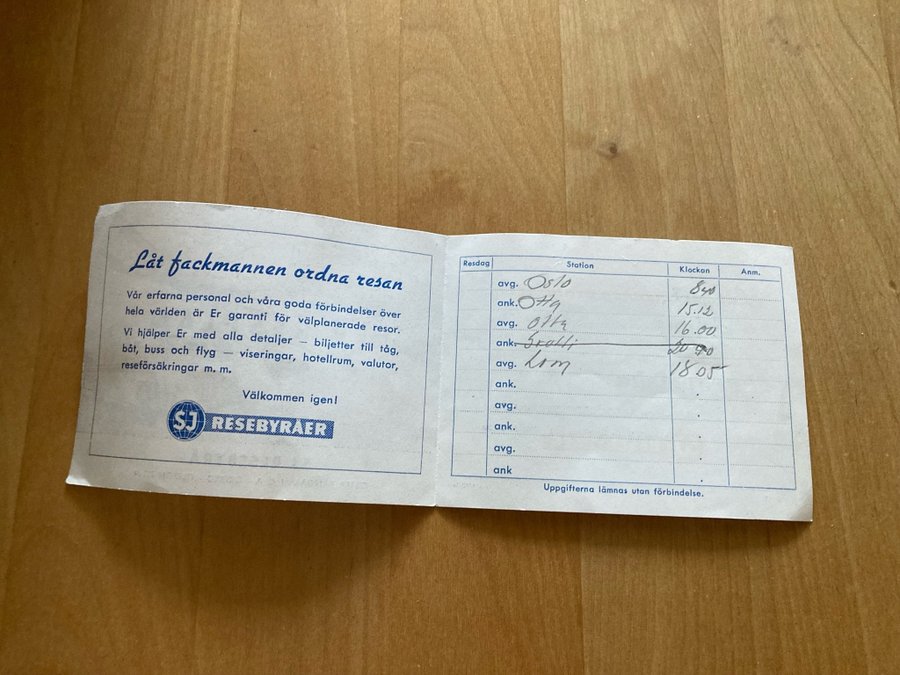 Låt fackmannen ordna resan
Vår erfarna personal och våra goda förbindelser över
hela världen är Er garanti för välplanerade resor.
Vi hjälper Er med alla detaljer — biljetter till tåg,
båt, buss och flyg — viseringar, hotellrum, valutor,
reseförsäkringar m. m.
Välkommen igen!
SJ RESEBYRÅER
Resdag Station Klockan Anm.
avg. Oslo 8.40
ank. Otta 15.12
avg. Otta 16.00
ank.
avg. Lom 18.05
ank.
avg.
ank.
avg.
ank
Uppgifterna lämnas utan förbindelse.